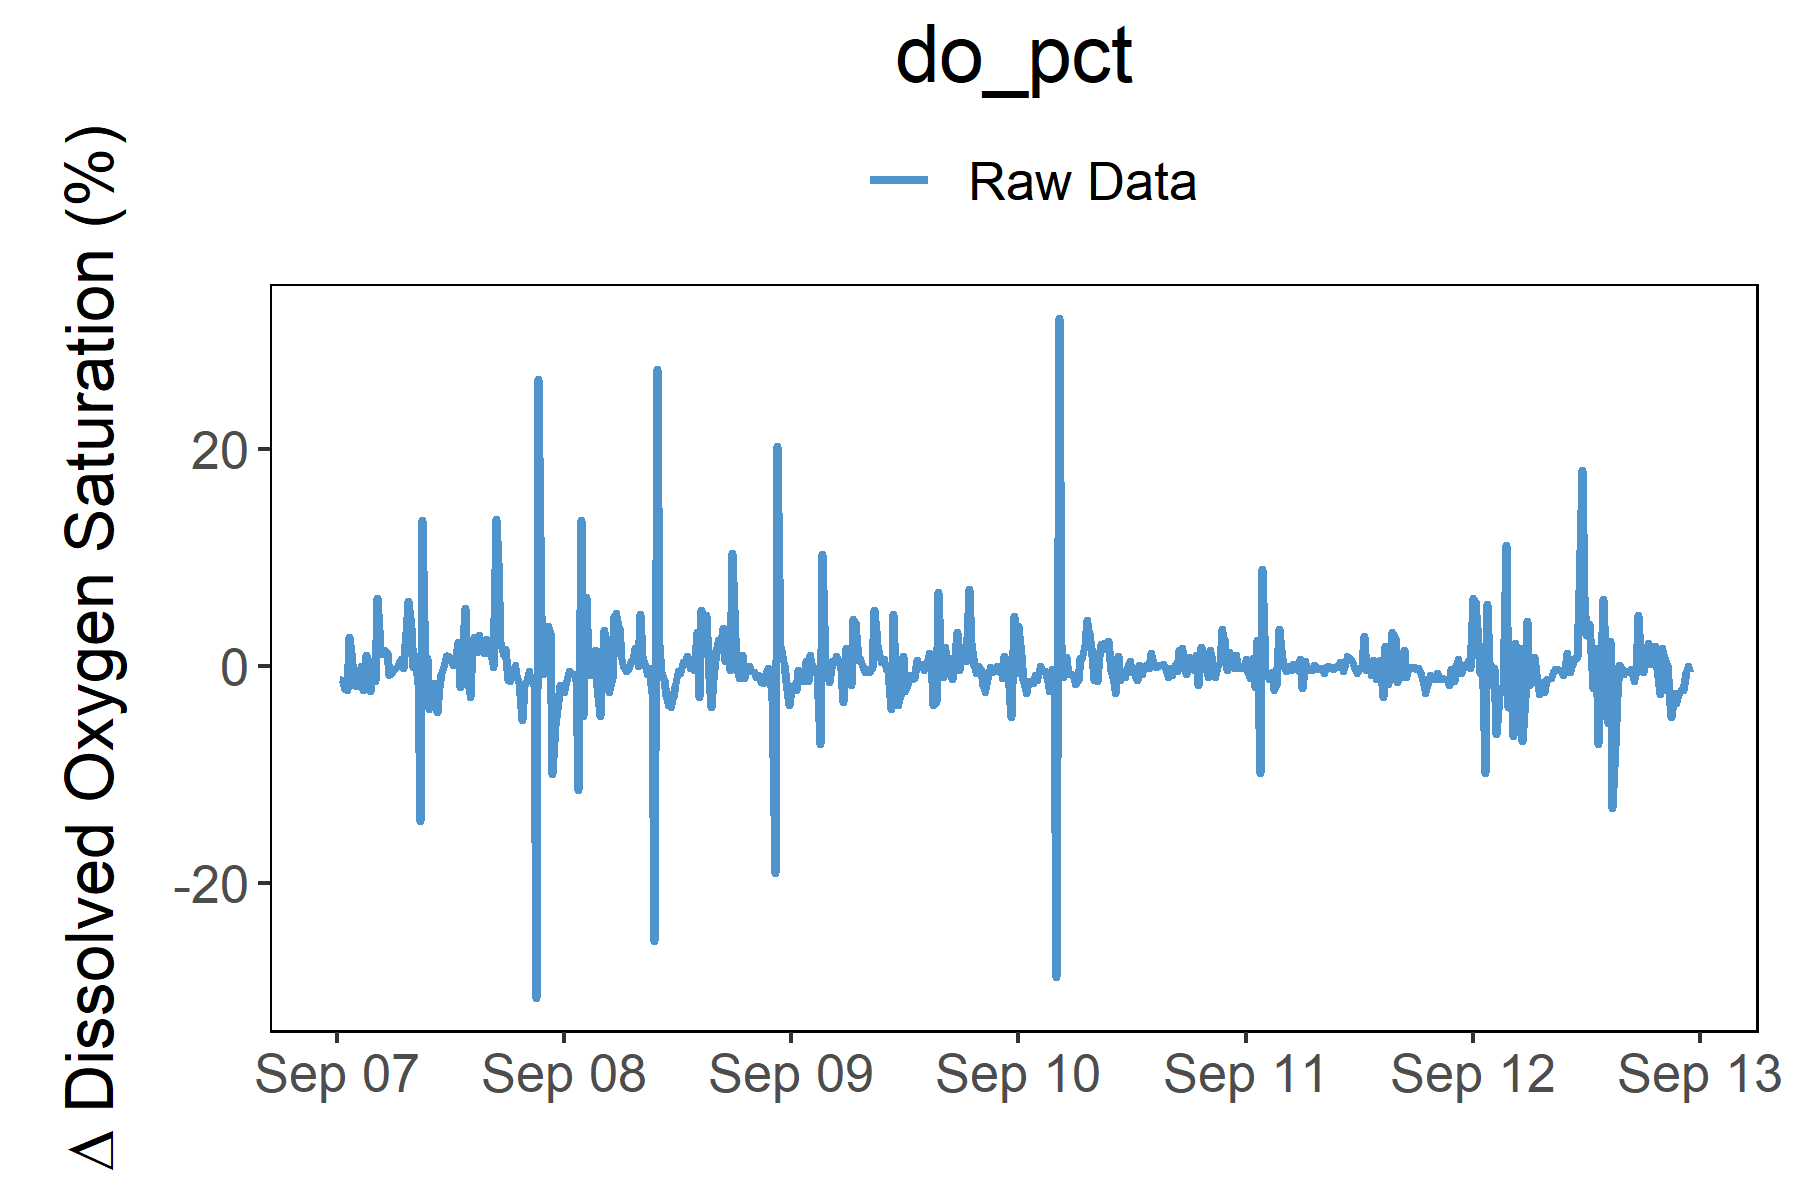 do_pct
Raw Data
Δ Dissolved Oxygen Saturation (%)
20
0
-20
Sep 07 Sep 08 Sep 09 Sep 10 Sep 11 Sep 12 Sep 13